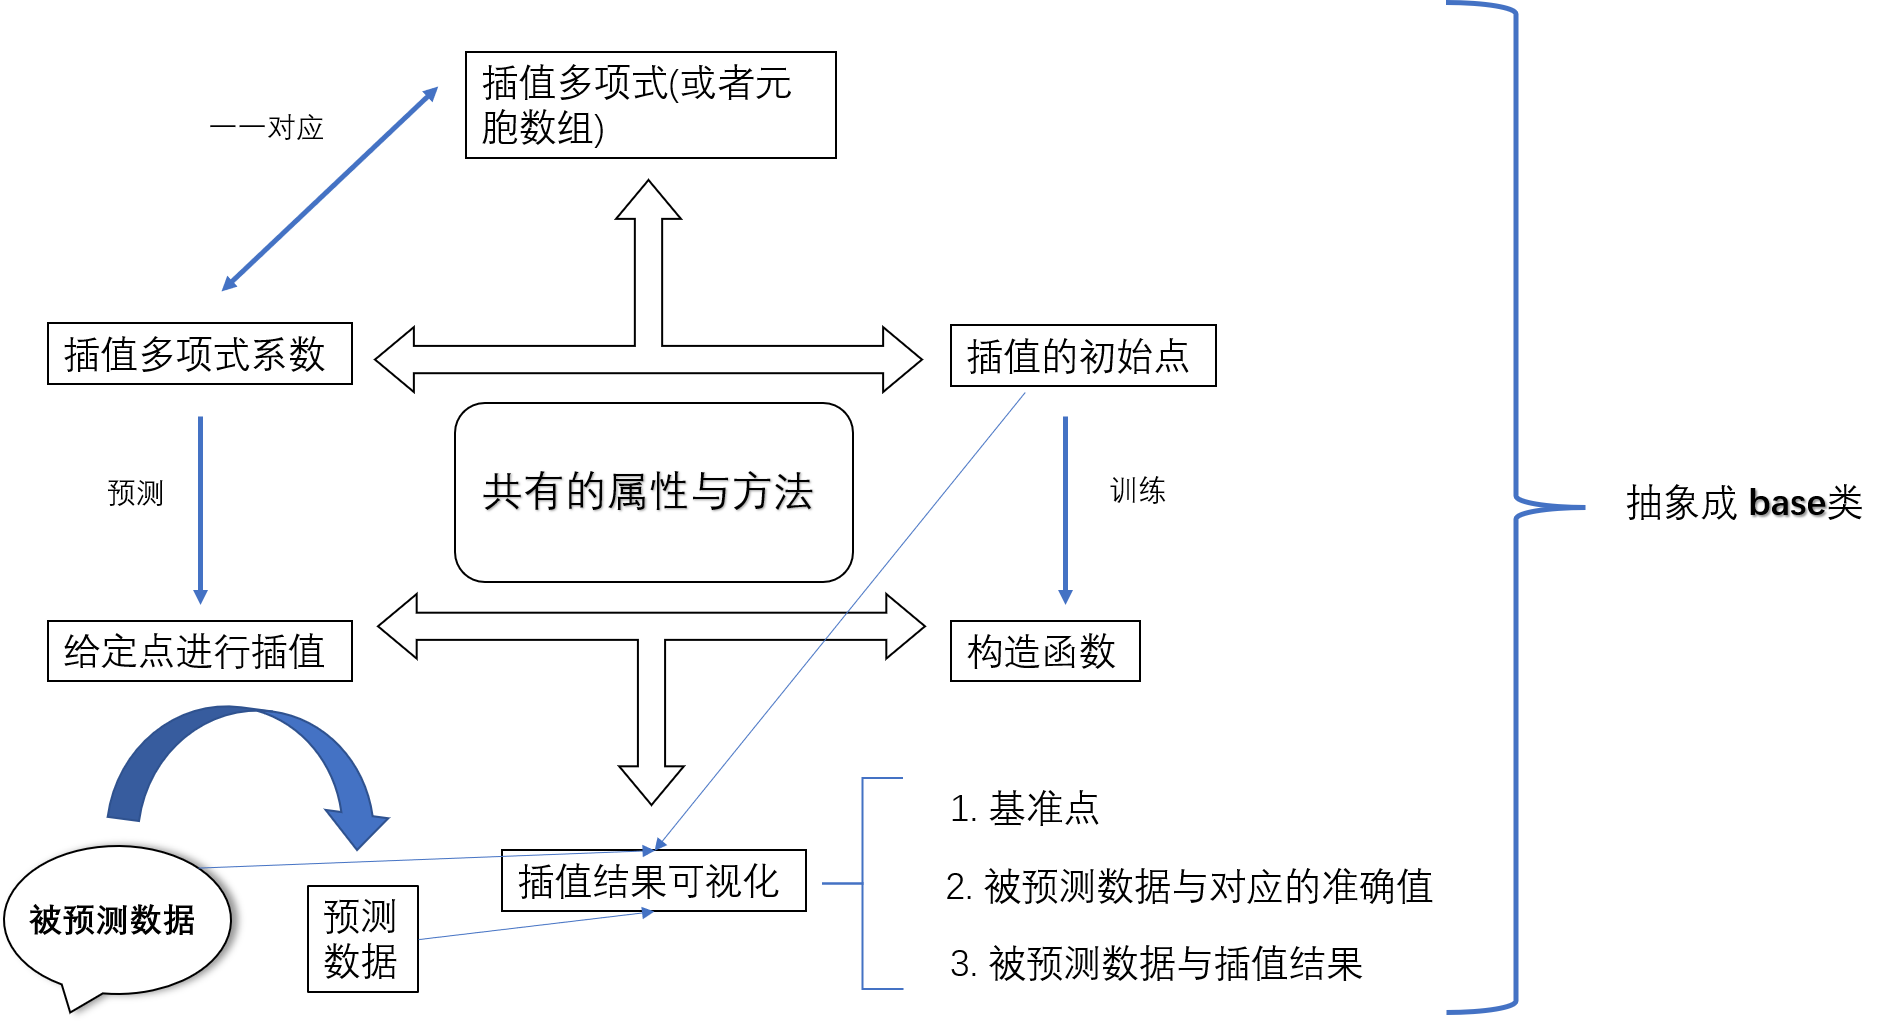 插值多项式(或者元
胞数组)
一一对应
插值多项式系数
插值的初始点
共有的属性与方法
预测
训练
抽象成 base类
给定点进行插值
构造函数
1. 基准点
插值结果可视化
2. 被预测数据与对应的准确值
被预测数据
预测
数据
3. 被预测数据与插值结果